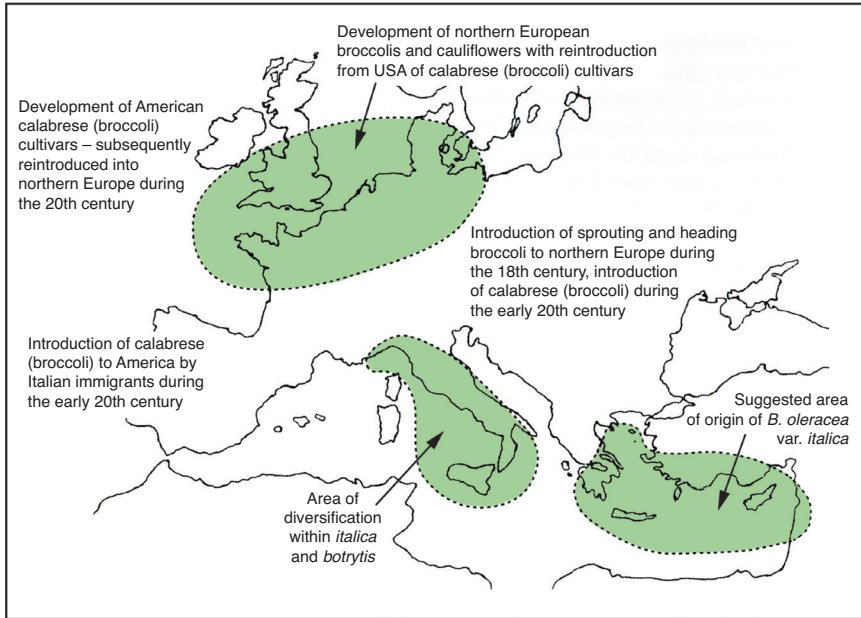 Development of northern European
broccolis and cauliflowers with reintroduction
from USA of calabrese (broccoli) cultivars
Development of American
calabrese (broccoli)
cultivars – subsequently
reintroduced into
northern Europe during
the 20th century
Introduction of sprouting and heading
broccoli to northern Europe during
the 18th century, introduction
of calabrese (broccoli) during
the early 20th century
Introduction of calabrese
(broccoli) to America by
Italian immigrants during
the early 20th century
Suggested area
of origin of B. oleracea
var. italica
Area of
diversification
within italica
and botrytis